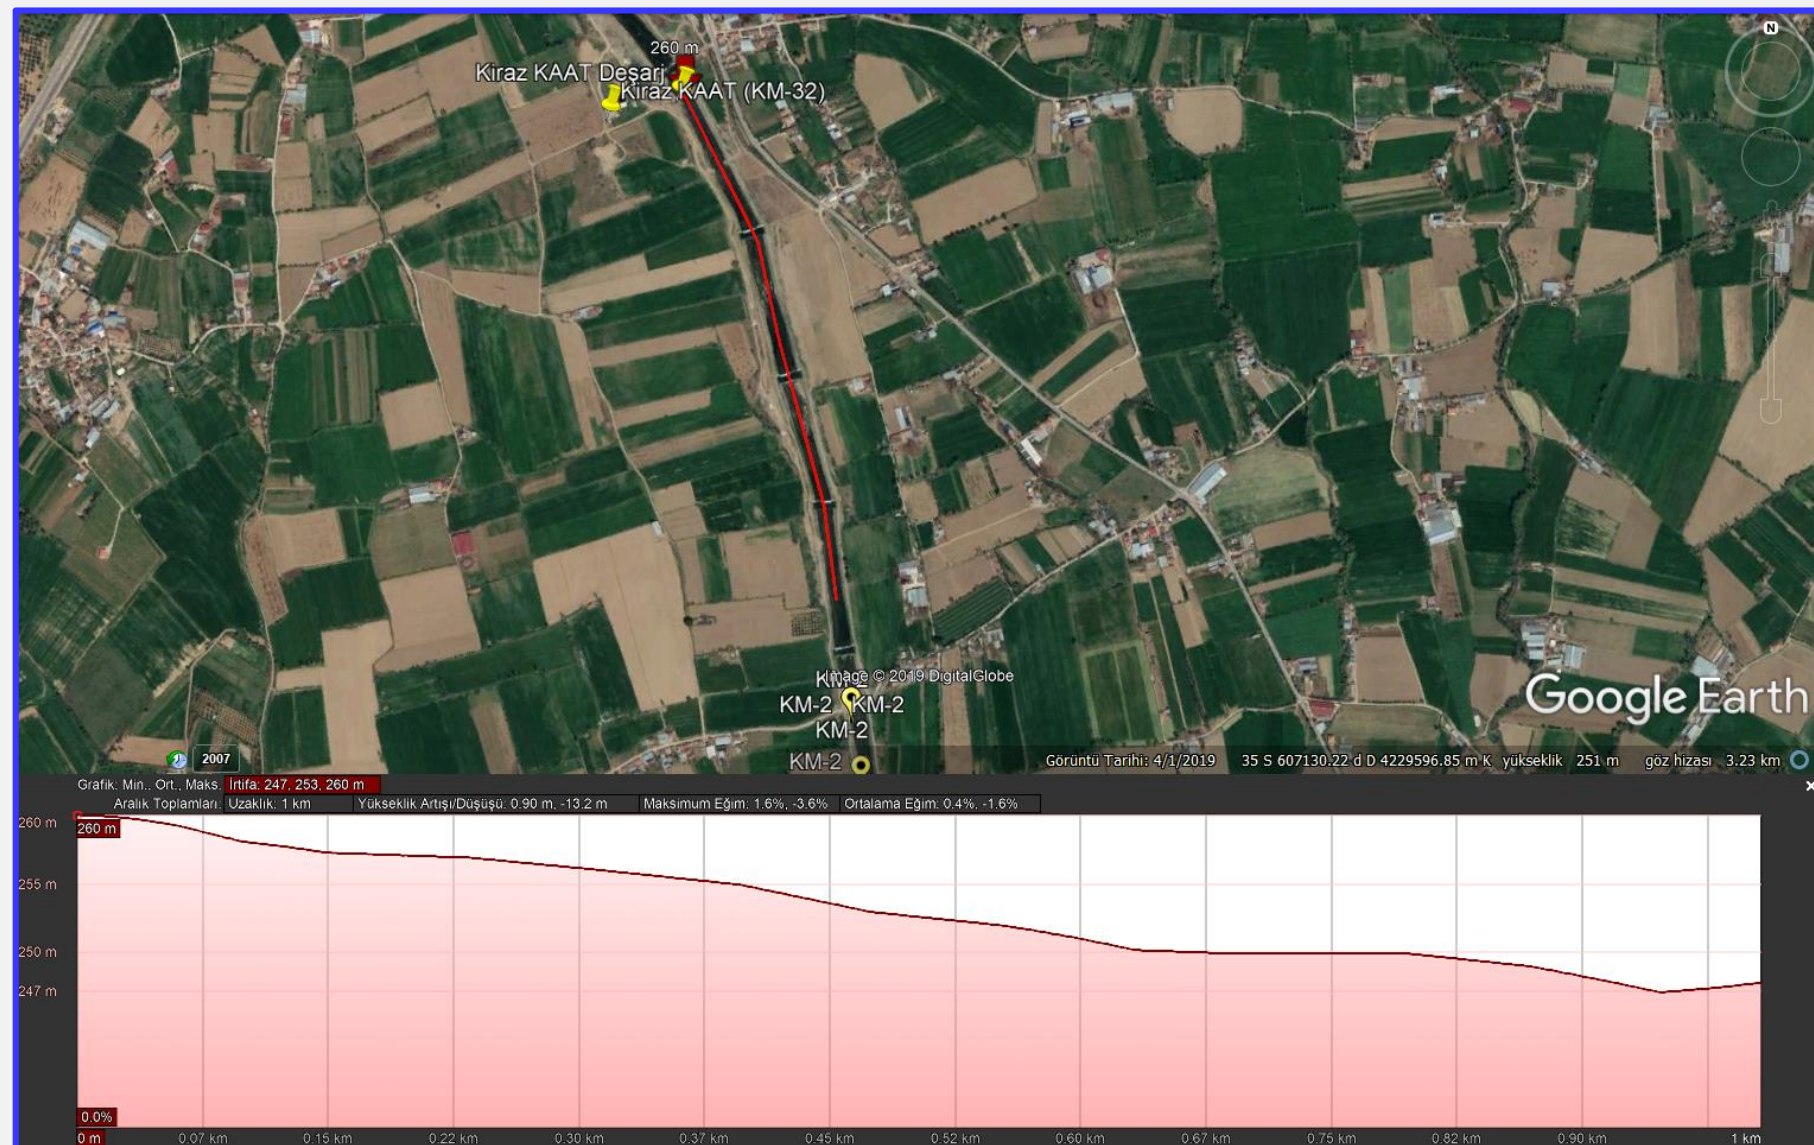 N
260 m
Kiraz KAAT Deşarj
Kiraz KAAT (KM-32)
KM-2
Image © 2019 DigitalGlobe
KM-2 KM-2
KM-2
KM-2
Google Earth
2007
Görüntü Tarihi: 4/1/2019 35 S 607130.22 d D 4229596.85 m K yükseklik 251 m göz hizası 3.23 km
Grafik: Min., Ort., Maks. İrtifa: 247, 253, 260 m
Aralık Toplamları: Uzaklık: 1 km Yükseklik Artışı/Düşüşü: 0.90 m, -13.2 m Maksimum Eğim: 1.6%, -3.6% Ortalama Eğim: 0.4%, -1.6%
260 m
260 m
255 m
250 m
247 m
0.0%
0 m 0.07 km 0.15 km 0.22 km 0.30 km 0.37 km 0.45 km 0.52 km 0.60 km 0.67 km 0.75 km 0.82 km 0.90 km 1 km